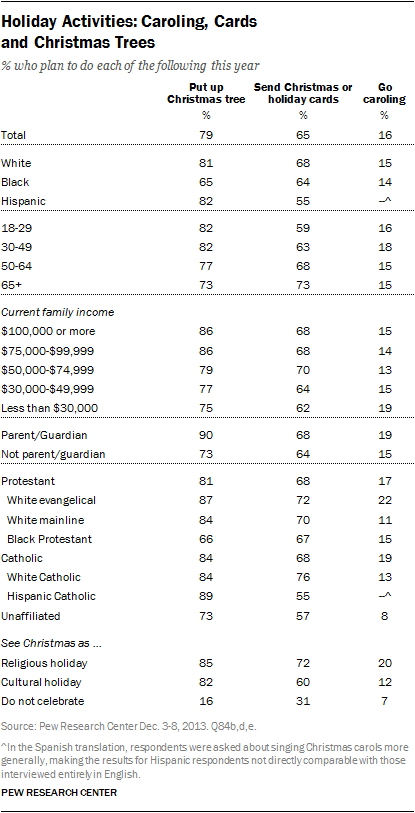 Holiday Activities: Caroling, Cards
and Christmas Trees
% who plan to do each of the following this year
Put up Christmas tree Send Christmas or holiday cards Go caroling
% % %
Total 79 65 16
White 81 68 15
Black 65 64 14
Hispanic 82 55 --^
18-29 82 59 16
30-49 82 63 18
50-64 77 68 15
65+ 73 73 15
Current family income
$100,000 or more 86 68 15
$75,000-$99,999 86 68 14
$50,000-$74,999 79 70 13
$30,000-$49,999 77 64 15
Less than $30,000 75 62 19
Parent/Guardian 90 68 19
Not parent/guardian 73 64 15
Protestant 81 68 17
White evangelical 87 72 22
White mainline 84 70 11
Black Protestant 66 67 15
Catholic 84 68 19
White Catholic 84 76 13
Hispanic Catholic 89 55 --^
Unaffiliated 73 57 8
See Christmas as ...
Religious holiday 85 72 20
Cultural holiday 82 60 12
Do not celebrate 16 31 7
Source: Pew Research Center Dec. 3-8, 2013. Q84b,d,e.
^In the Spanish translation, respondents were asked about singing Christmas carols more
generally, making the results for Hispanic respondents not directly comparable with those
interviewed entirely in English.
PEW RESEARCH CENTER